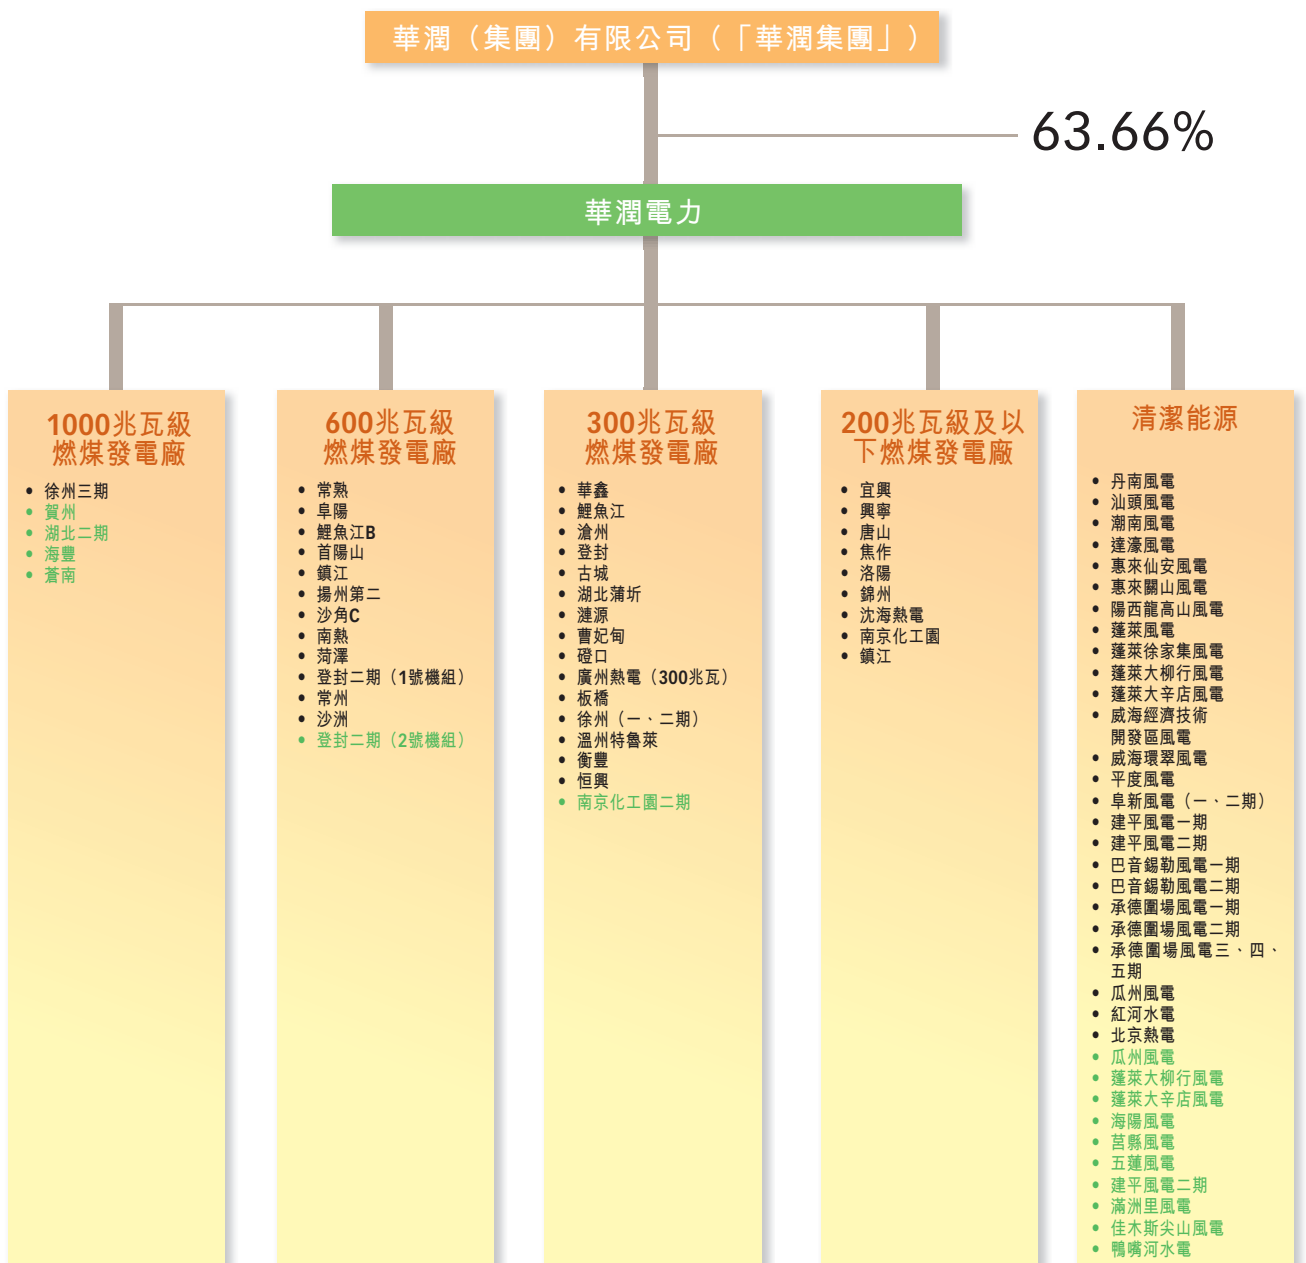 華潤（集團）有限公司（「華潤集團」）
63.66%
華潤電力
1000兆瓦級
燃煤發電廠
• 徐州三期
• 賀州
• 湖北二期
• 海豐
• 蒼南
600兆瓦級
燃煤發電廠
• 常熟
• 阜陽
• 鯉魚江B
• 首陽山
• 鎮江
• 揚州第二
• 沙角C
• 南熱
• 菏澤
• 登封二期（1號機組）
• 常州
• 沙洲
• 登封二期（2號機組）
300兆瓦級
燃煤發電廠
• 華鑫
• 鯉魚江
• 滄州
• 登封
• 古城
• 湖北蒲圻
• 漣源
• 曹妃甸
• 磴口
• 廣州熱電（300兆瓦）
• 板橋
• 徐州（一、二期）
• 溫州特魯萊
• 衡豐
• 恒興
• 南京化工園二期
200兆瓦級及以
下燃煤發電廠
• 宜興
• 興寧
• 唐山
• 焦作
• 洛陽
• 錦州
• 沈海熱電
• 南京化工園
• 鎮江
清潔能源
• 丹南風電
• 汕頭風電
• 潮南風電
• 達濠風電
• 惠來仙安風電
• 惠來關山風電
• 陽西龍高山風電
• 蓬萊風電
• 蓬萊徐家集風電
• 蓬萊大柳行風電
• 蓬萊大辛店風電
• 威海經濟技術
開發區風電
• 威海環翠風電
• 平度風電
• 阜新風電（一、二期）
• 建平風電一期
• 建平風電二期
• 巴音錫勒風電一期
• 巴音錫勒風電二期
• 承德圍場風電一期
• 承德圍場風電二期
• 承德圍場風電三、四、
五期
• 瓜州風電
• 紅河水電
• 北京熱電
• 瓜州風電
• 蓬萊大柳行風電
• 蓬萊大辛店風電
• 海陽風電
• 莒縣風電
• 五蓮風電
• 建平風電二期
• 滿洲里風電
• 佳木斯尖山風電
• 鴨嘴河水電